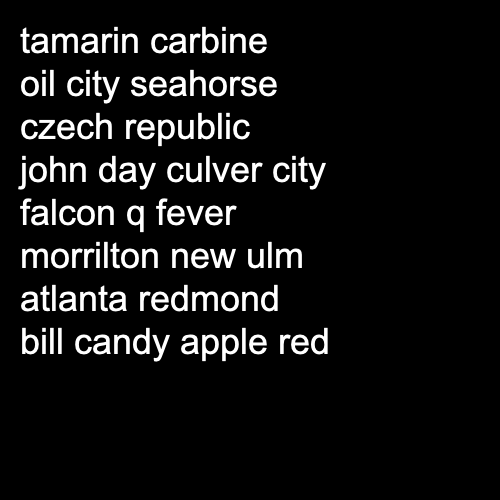 tamarin carbine
oil city seahorse
czech republic
john day culver city
falcon q fever
morrilton new ulm
atlanta redmond
bill candy apple red